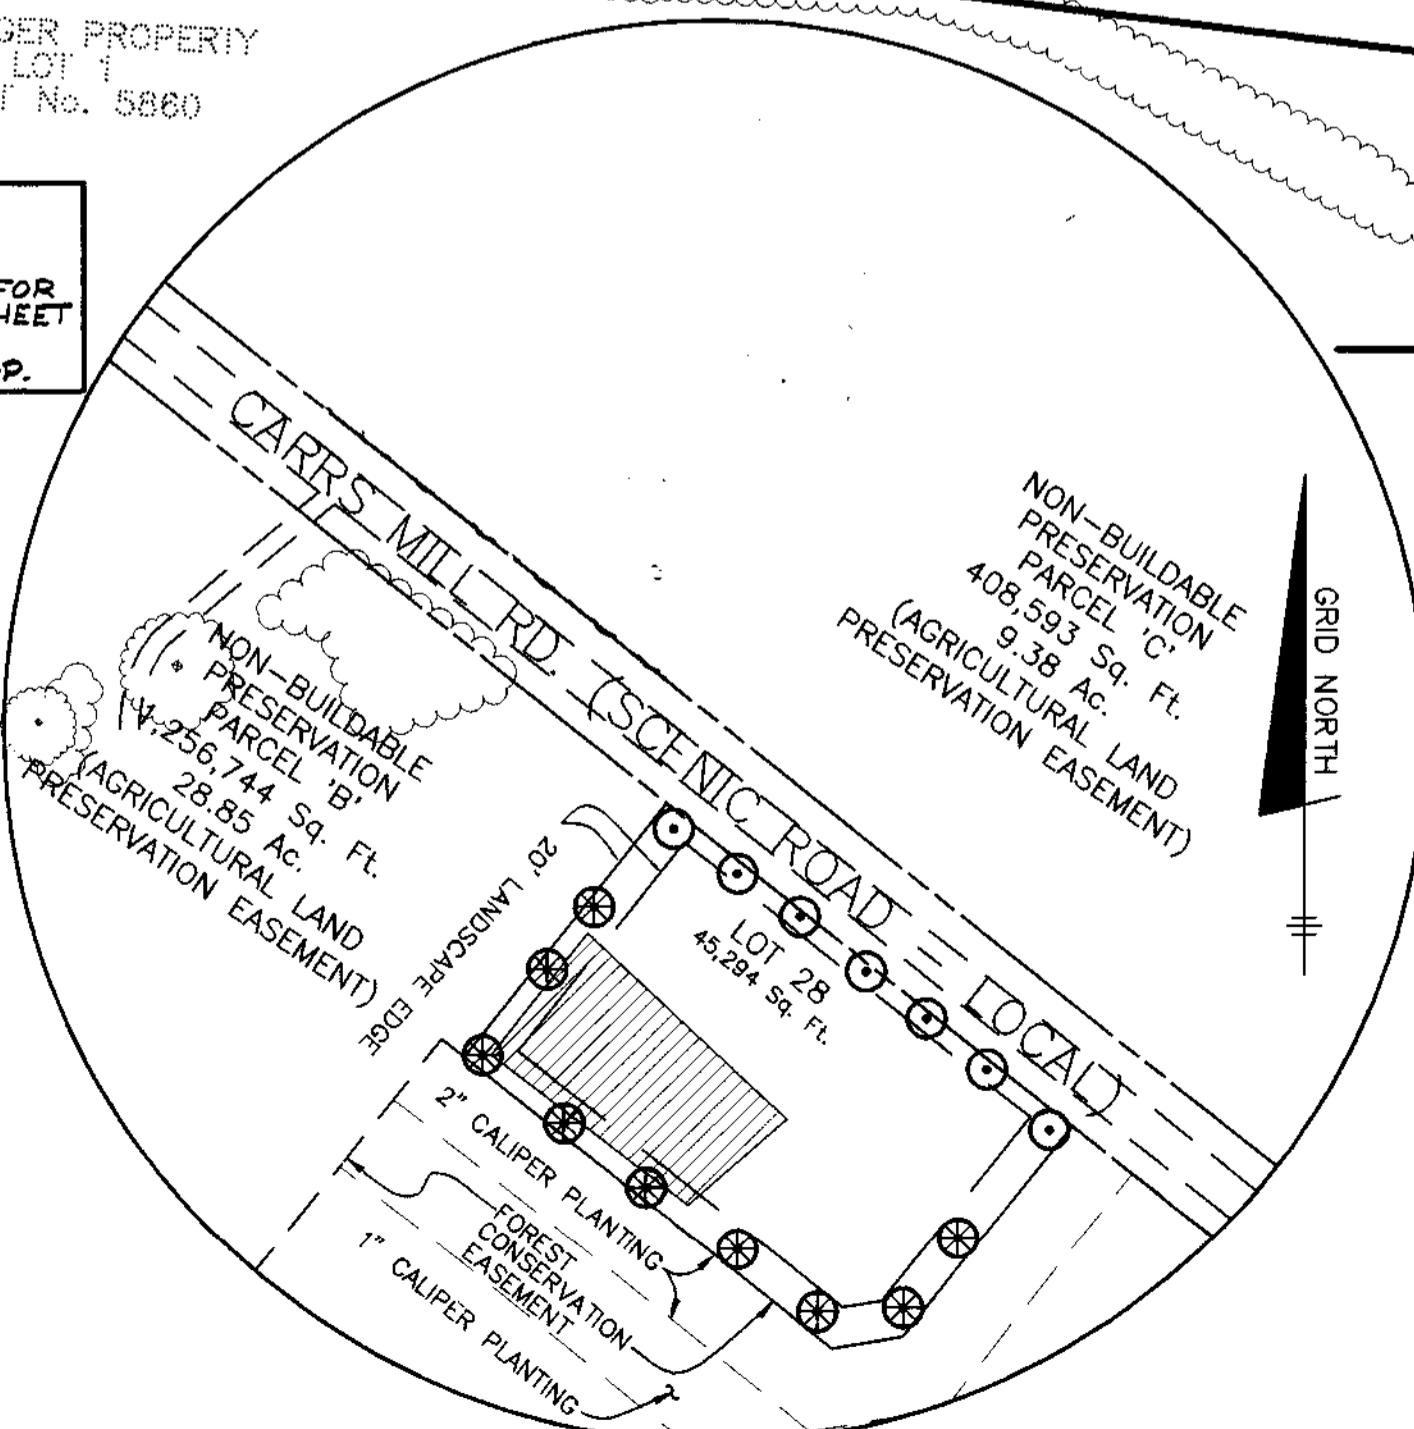 GER PROPERTY
LOT 1
No. 5860
FOR
HEET
P.
CARRS MILL RD. (SCENIC ROAD – LOCAL)
NON-BUILDABLE
PRESERVATION
PARCEL 'C'
408,593 Sq. Ft.
9.38 Ac.
(AGRICULTURAL LAND
PRESERVATION EASEMENT)
GRID NORTH
NON-BUILDABLE
PRESERVATION
PARCEL 'B'
1,256,744 Sq. Ft.
28.85 Ac.
(AGRICULTURAL LAND
PRESERVATION EASEMENT)
20' LANDSCAPE EDGE
LOT 28
45,294 Sq. Ft.
2" CALIPER PLANTING
FOREST
CONSERVATION
EASEMENT
1" CALIPER PLANTING